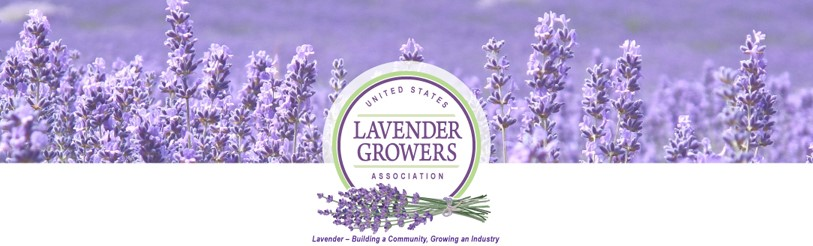 UNITED STATES
LAVENDER
GROWERS
ASSOCIATION
Lavender – Building a Community, Growing an Industry